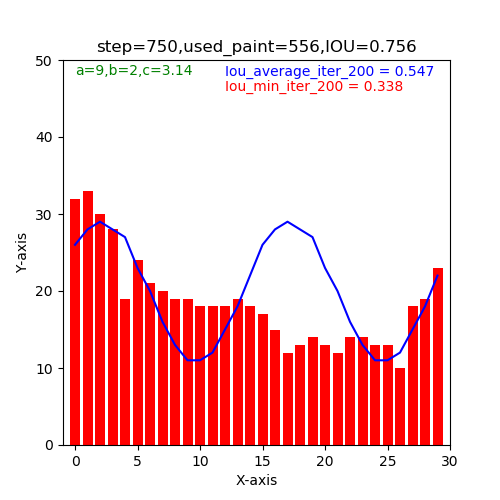 step=750,used_paint=556,IOU=0.756
a=9,b=2,c=3.14
Iou_average_iter_200 = 0.547
Iou_min_iter_200 = 0.338
50
40
30
20
10
0
Y-axis
0 5 10 15 20 25 30
X-axis